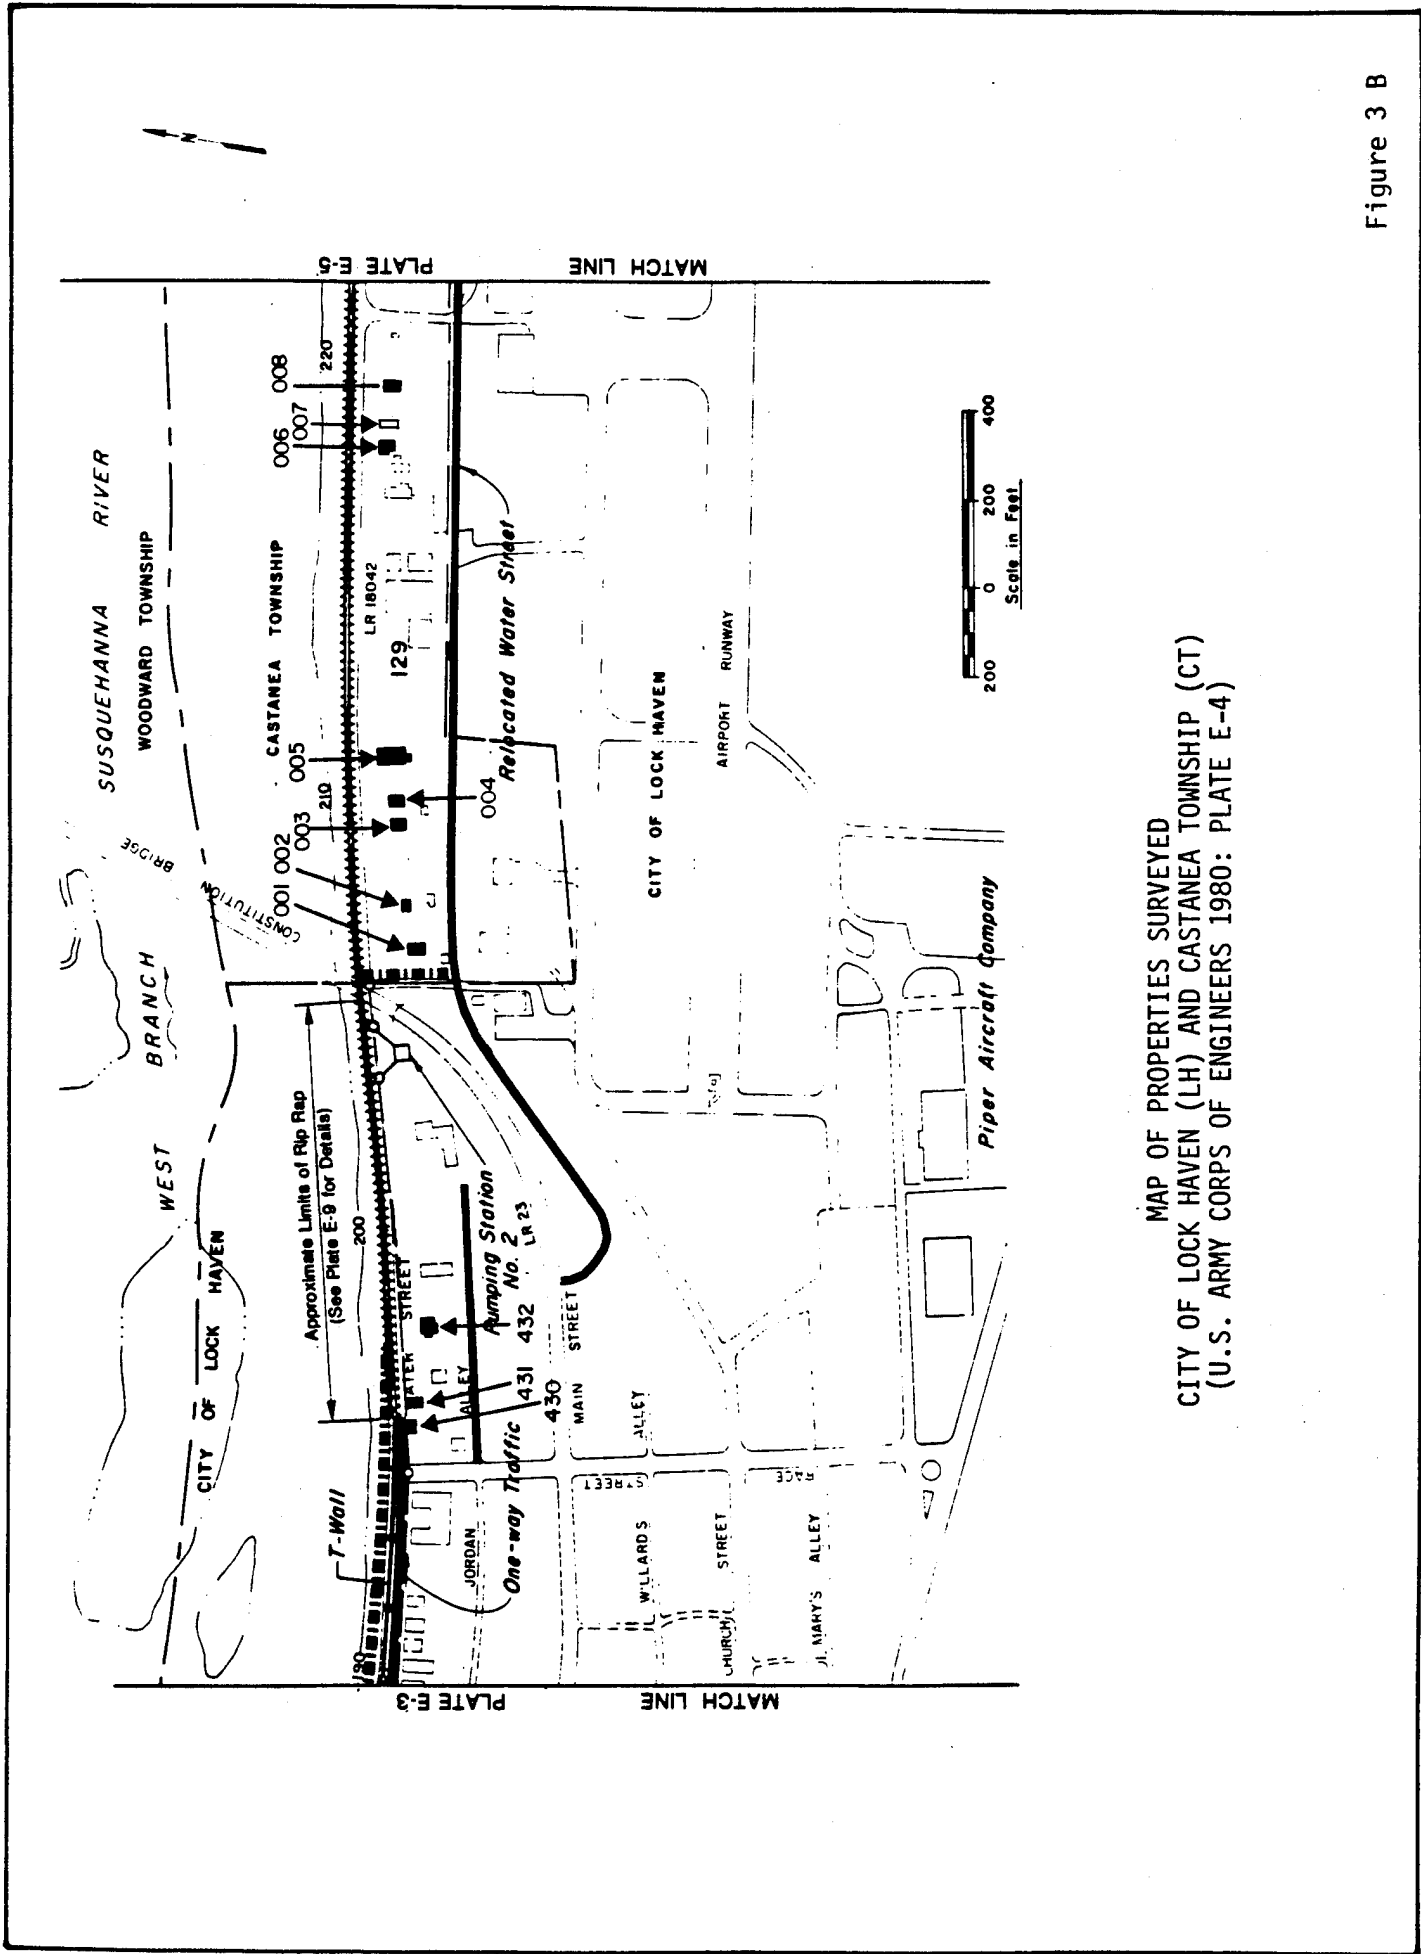 N
SUSQUEHANNA RIVER
WOODWARD TOWNSHIP
WEST BRANCH
CITY OF LOCK HAVEN
CONSTITUTION BRIDGE
CASTANEA TOWNSHIP
Approximate Limits of Rip Rap
(See Plate E-9 for Details)
T-Wall
190
200
210
220
001
002
003
004
005
006
007
008
LR 18042
129
WATER STREET
Relocated Water Street
Pumping Station
No. 2
LR 23
430
431
432
ALLEY
JORDAN
One-way Traffic
MAIN STREET
CITY OF LOCK HAVEN
AIRPORT RUNWAY
WILLARDS ALLEY
RACE STREET
CHURCH STREET
MARY'S ALLEY
Piper Aircraft Company
PLATE E-3
MATCH LINE
PLATE E-5
MATCH LINE
200 0 200 400
Scale in Feet
MAP OF PROPERTIES SURVEYED
CITY OF LOCK HAVEN (LH) AND CASTANEA TOWNSHIP (CT)
(U.S. ARMY CORPS OF ENGINEERS 1980: PLATE E-4)
Figure 3 B